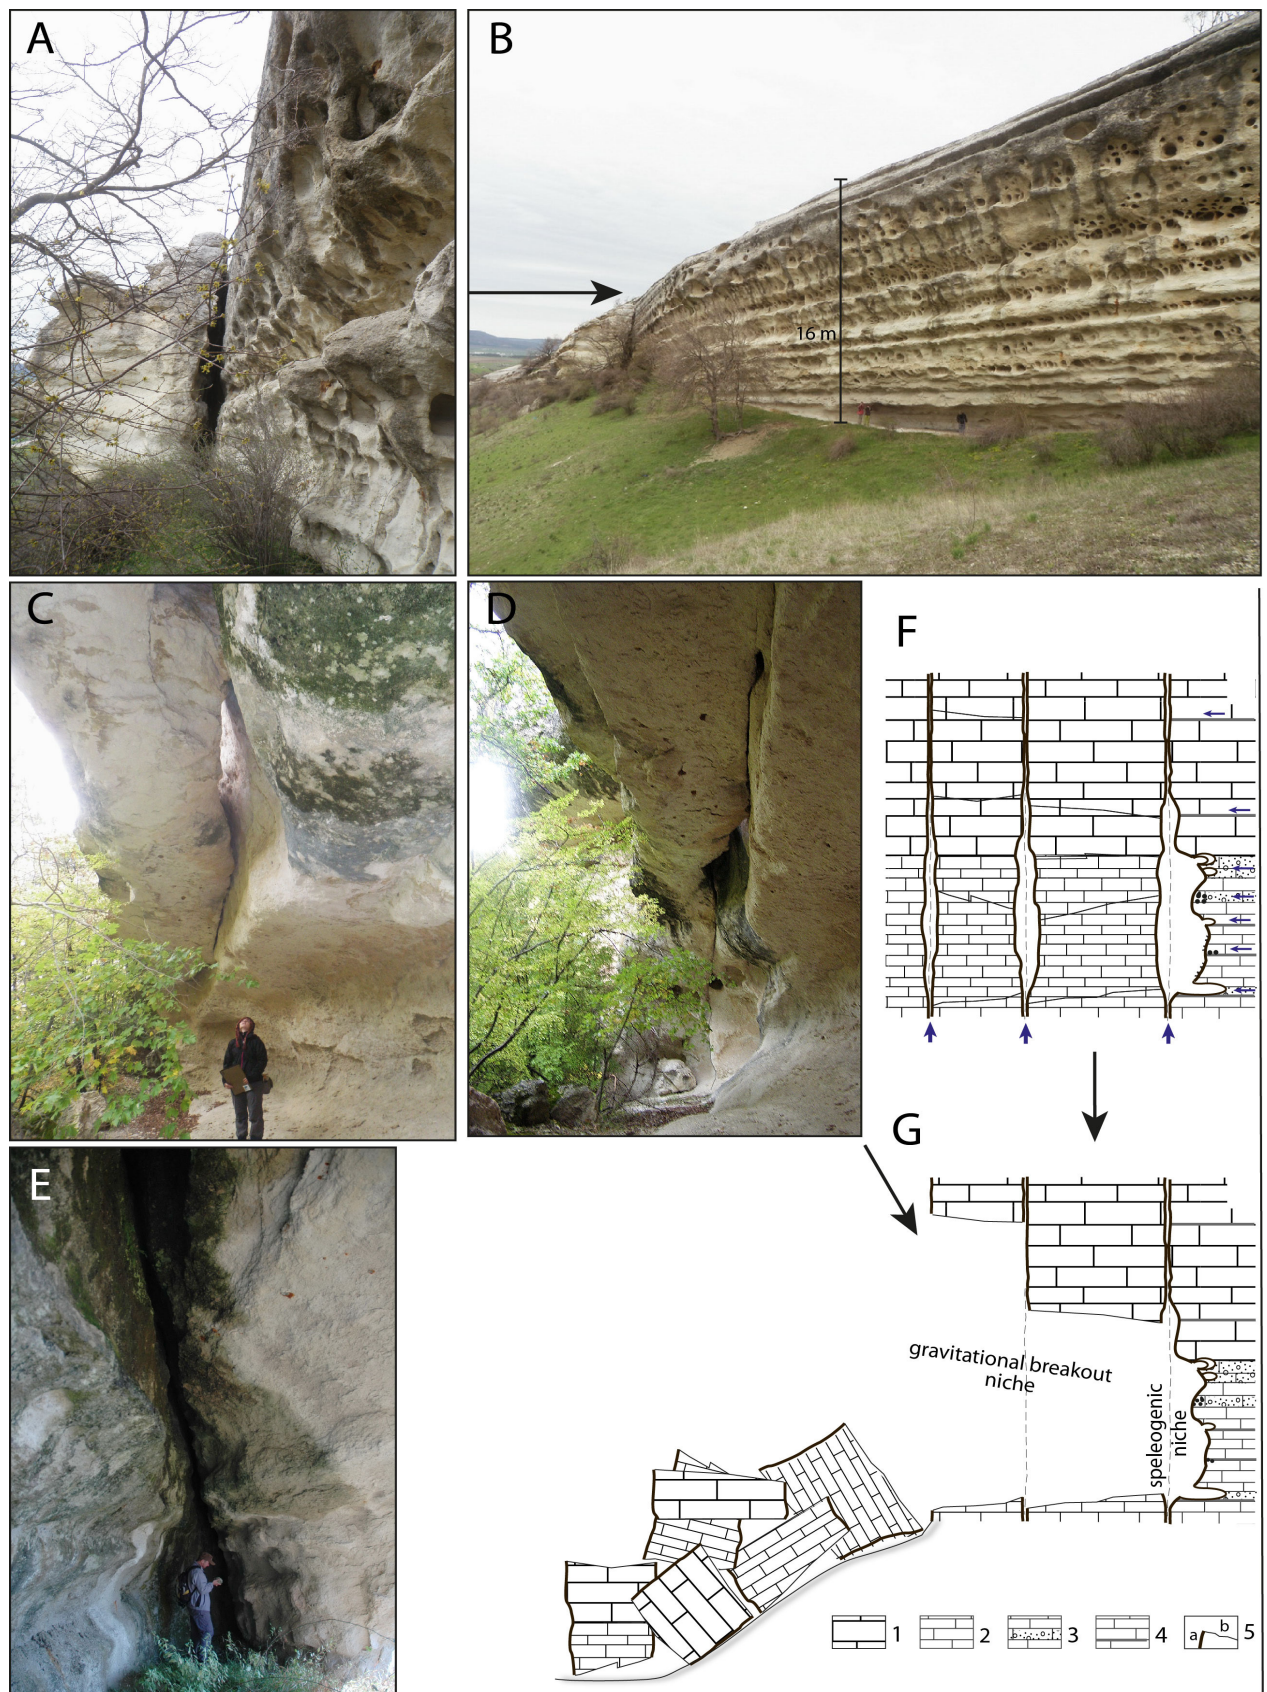 A
B
16 m
C
D
F
E
G
gravitational breakout
niche
speleogenic
niche
1
2
3
4
a
b
5